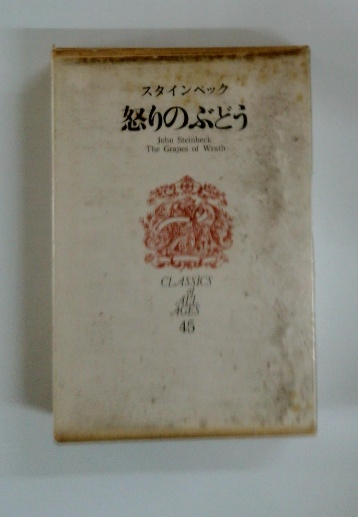 スタインベック
怒りのぶどう
John Steinbeck
The Grapes of Wrath
CLASSICS
of
ALL
AGES
45